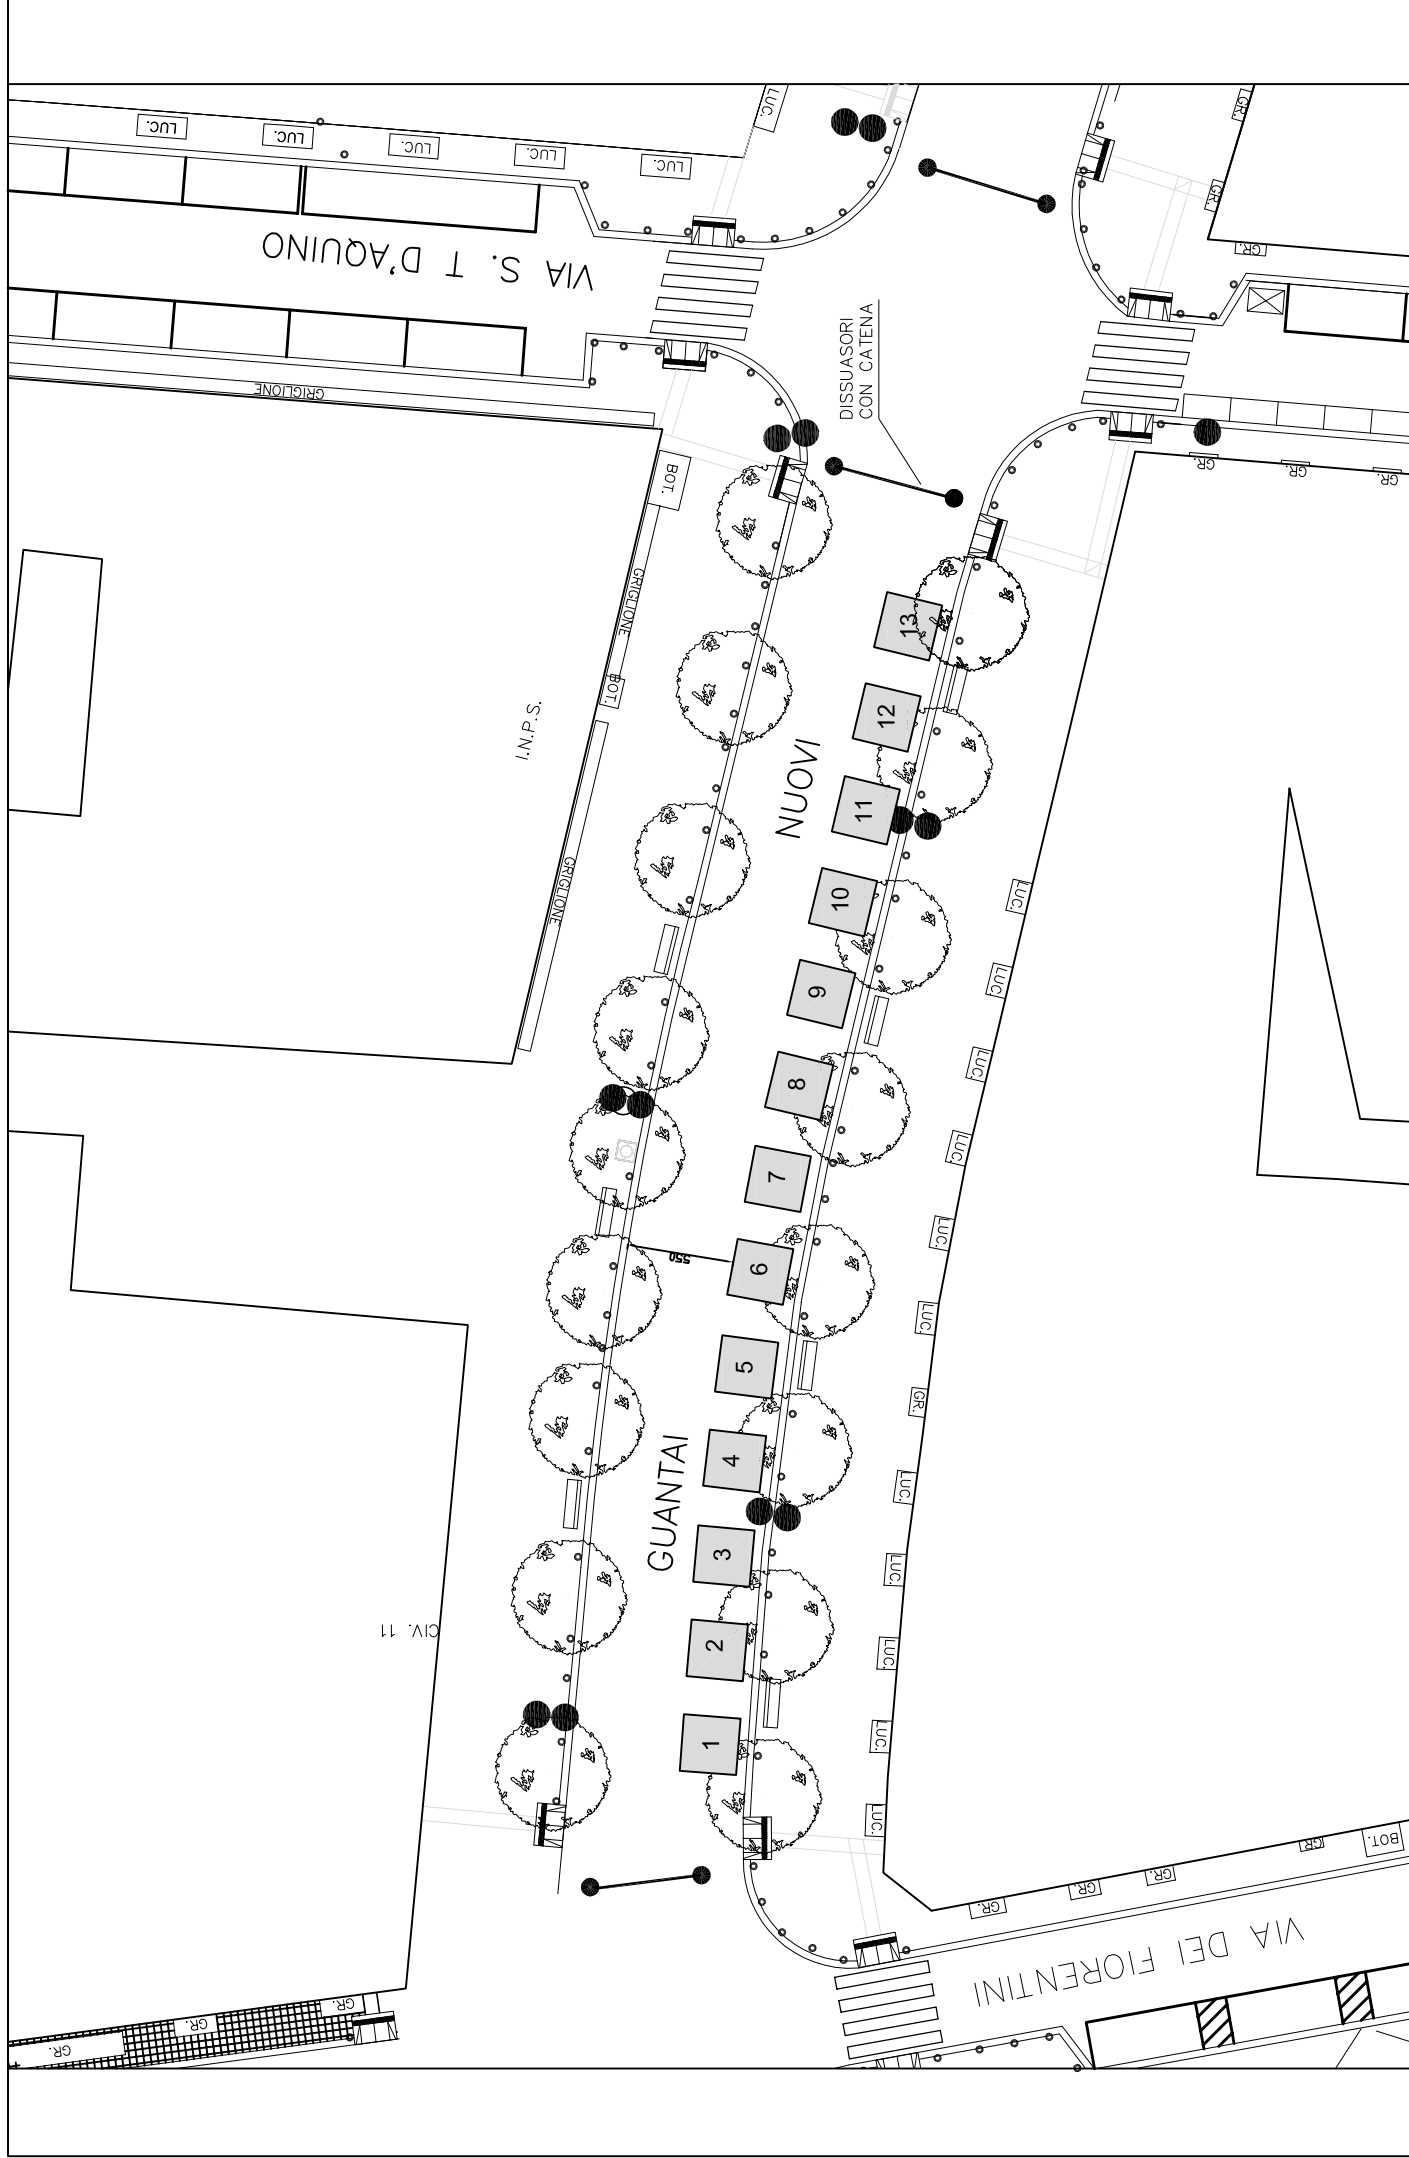 LUC.
LUC.
LUC.
LUC.
LUC.
LUC.
GR.
GR.
GR.
VIA S. T D'AQUINO
DISSUASORI
CON CATENA
GRIGLIONE
BOT.
GR.
GR.
GR.
GRIGLIONE
BOT.
I.N.P.S.
GRIGLIONE
NUOVI
13
12
11
10
9
8
7
6
5
4
3
2
1
550
GUANTAI
LUC.
LUC.
LUC.
LUC.
LUC.
LUC.
GR.
LUC.
LUC.
LUC.
LUC.
LUC.
CIV. 11
GR.
GR.
GR.
GR.
BOT.
VIA DEI FIORENTINI
GR.
GR.
GR.